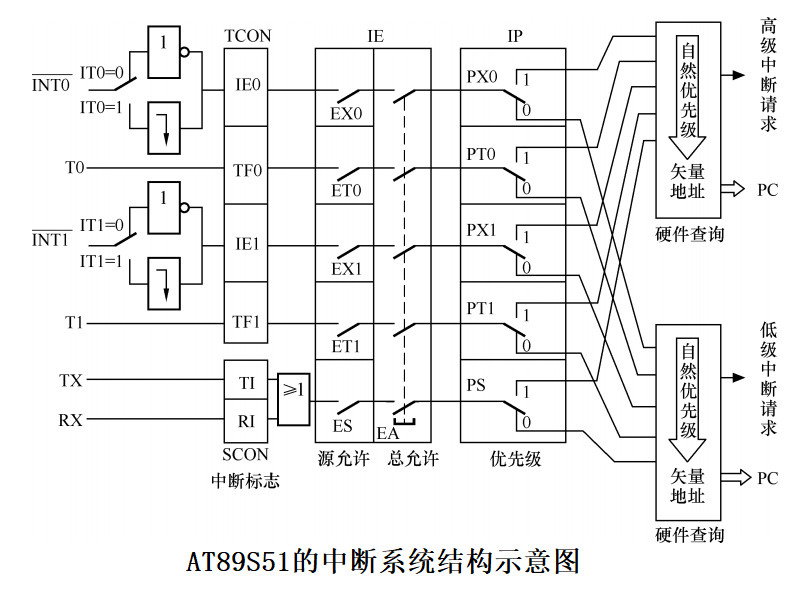 TCON IE IP
INT0 IT0=0 1 IE0 EX0 PX0 1 0
IT0=1
T0 TF0 ET0 PT0 1 0
INT1 IT1=0 1 IE1 EX1 PX1 1 0
IT1=1
T1 TF1 ET1 PT1 1 0
TX TI ≥1 ES EA PS 1 0
RX RI
SCON
中断标志 源允许 总允许 优先级
自然优先级
矢量
地址
硬件查询
高级中断请求
PC
自然优先级
矢量
地址
硬件查询
低级中断请求
PC
AT89S51的中断系统结构示意图